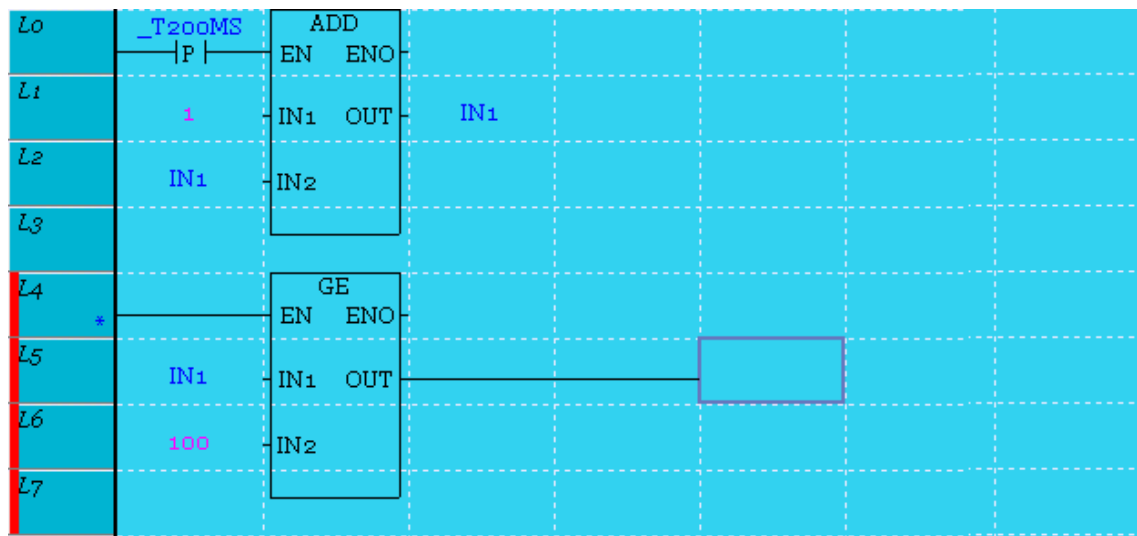 L0 _T200MS ADD
P EN ENO
L1 1 IN1 OUT IN1
L2 IN1 IN2
L3
L4 GE
* EN ENO
L5 IN1 IN1 OUT
L6 100 IN2
L7